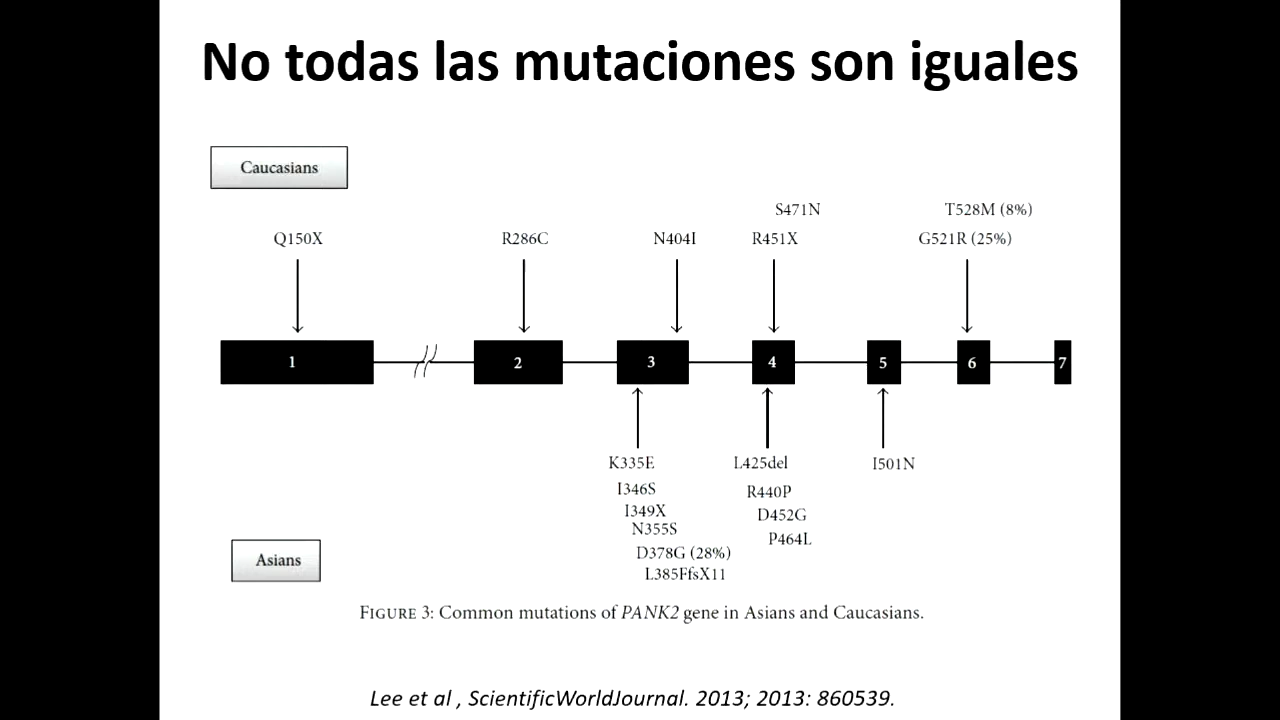 No todas las mutaciones son iguales
Caucasians
S471N
T528M (8%)
Q150X
R286C
N404I
R451X
G521R (25%)
1
2
3
4
5
6
7
K335E
L425del
I501N
I346S
R440P
I349X
D452G
N355S
P464L
D378G (28%)
Asians
L385FfsX11
FIGURE 3: Common mutations of PANK2 gene in Asians and Caucasians.
Lee et al , ScientificWorldJournal. 2013; 2013: 860539.